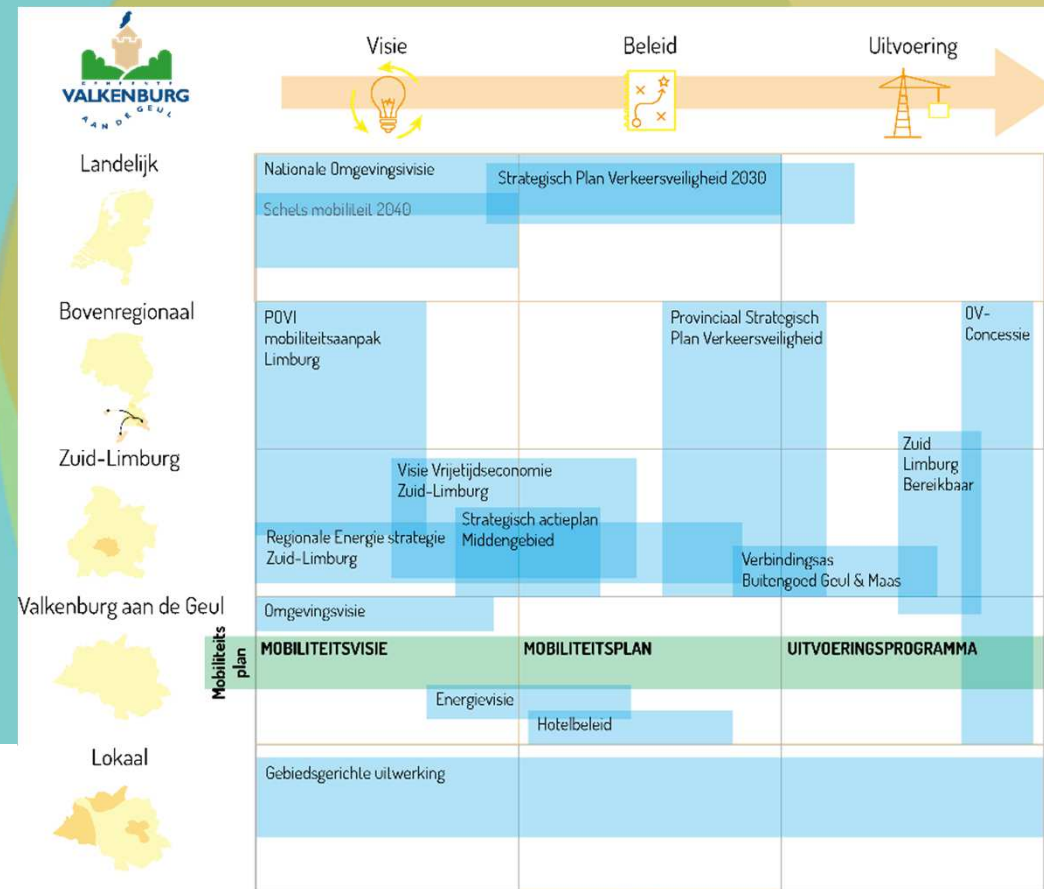 GEMEENTE
VALKENBURG
AAN DE GEUL
Visie
Beleid
Uitvoering
Landelijk
Nationale Omgevingsivisie
Strategisch Plan Verkeersveiligheid 2030
Schets mobiliteit 2040
Bovenregionaal
POVI
mobiliteitsaanpak
Limburg
Provinciaal Strategisch
Plan Verkeersveiligheid
OV-
Concessie
Zuid-Limburg
Visie Vrijetijdseconomie
Zuid-Limburg
Zuid
Limburg
Bereikbaar
Strategisch actieplan
Middengebied
Regionale Energie strategie
Zuid-Limburg
Verbindingsas
Buitengoed Geul & Maas
Valkenburg aan de Geul
Omgevingsvisie
Mobiliteits
plan
MOBILITEITSVISIE
MOBILITEITSPLAN
UITVOERINGSPROGRAMMA
Energievisie
Hotelbeleid
Lokaal
Gebiedsgerichte uitwerking